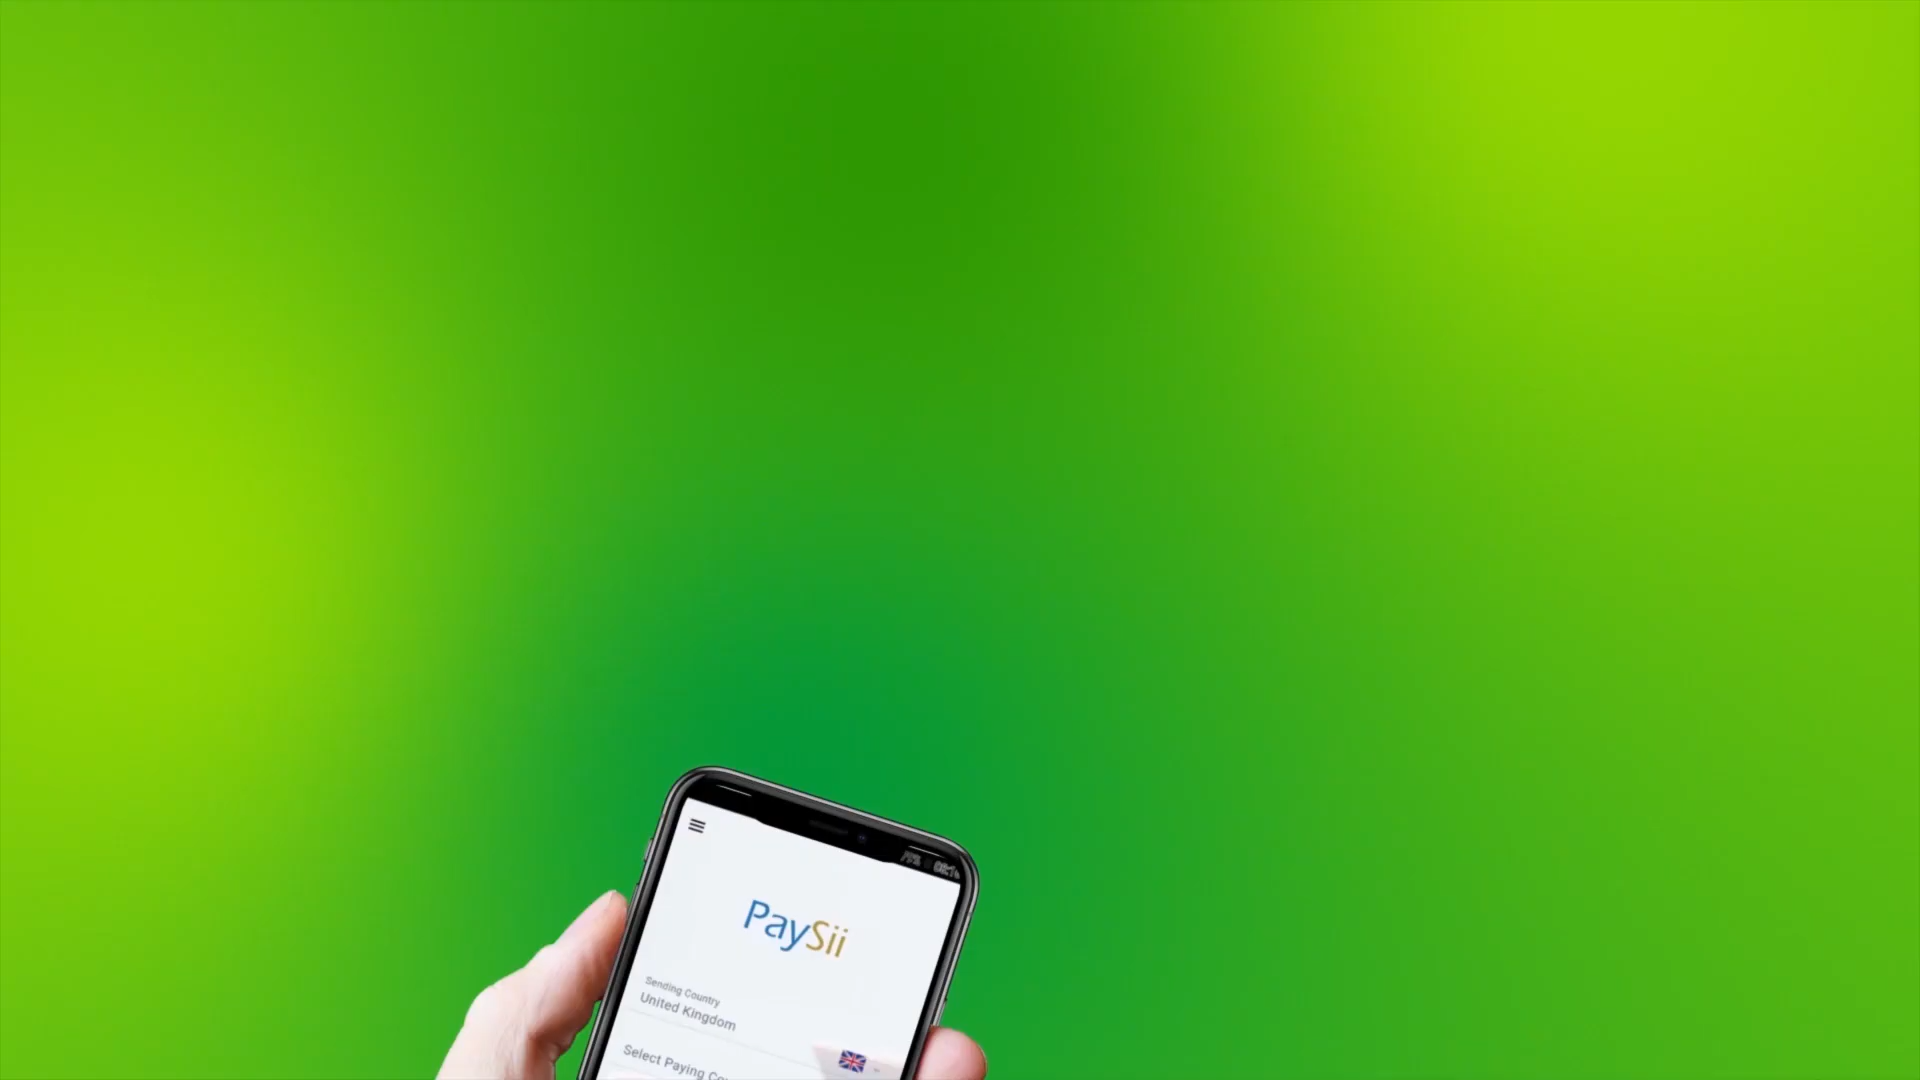 PaySii
Sending Country
United Kingdom
Select Paying